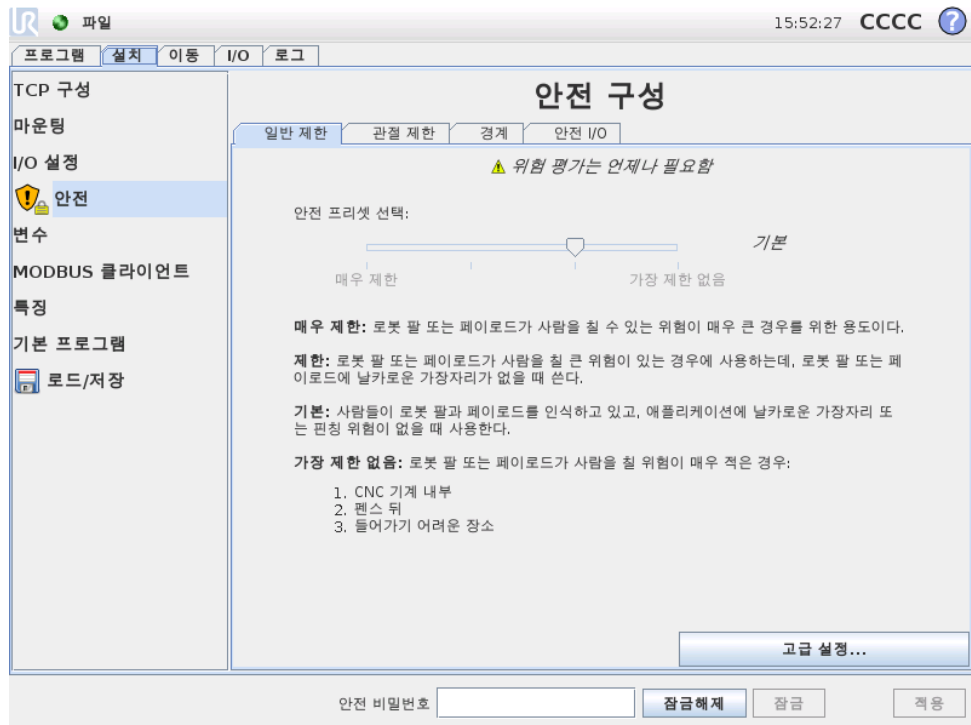 UR 파일 15:52:27 CCCC ?
프로그램 설치 이동 I/O 로그
TCP 구성
마운팅
I/O 설정
안전
변수
MODBUS 클라이언트
특징
기본 프로그램
로드/저장
안전 구성
일반 제한 관절 제한 경계 안전 I/O
위험 평가는 언제나 필요함
안전 프리셋 선택:
기본
매우 제한 가장 제한 없음
매우 제한: 로봇 팔 또는 페이로드가 사람을 칠 수 있는 위험이 매우 큰 경우를 위한 용도이다.
제한: 로봇 팔 또는 페이로드가 사람을 칠 큰 위험이 있는 경우에 사용하는데, 로봇 팔 또는 페
이로드에 날카로운 가장자리가 없을 때 쓴다.
기본: 사람들이 로봇 팔과 페이로드를 인식하고 있고, 애플리케이션에 날카로운 가장자리 또
는 핀칭 위험이 없을 때 사용한다.
가장 제한 없음: 로봇 팔 또는 페이로드가 사람을 칠 위험이 매우 적은 경우:
1. CNC 기계 내부
2. 펜스 뒤
3. 들어가기 어려운 장소
고급 설정...
안전 비밀번호 잠금해제 잠금 적용